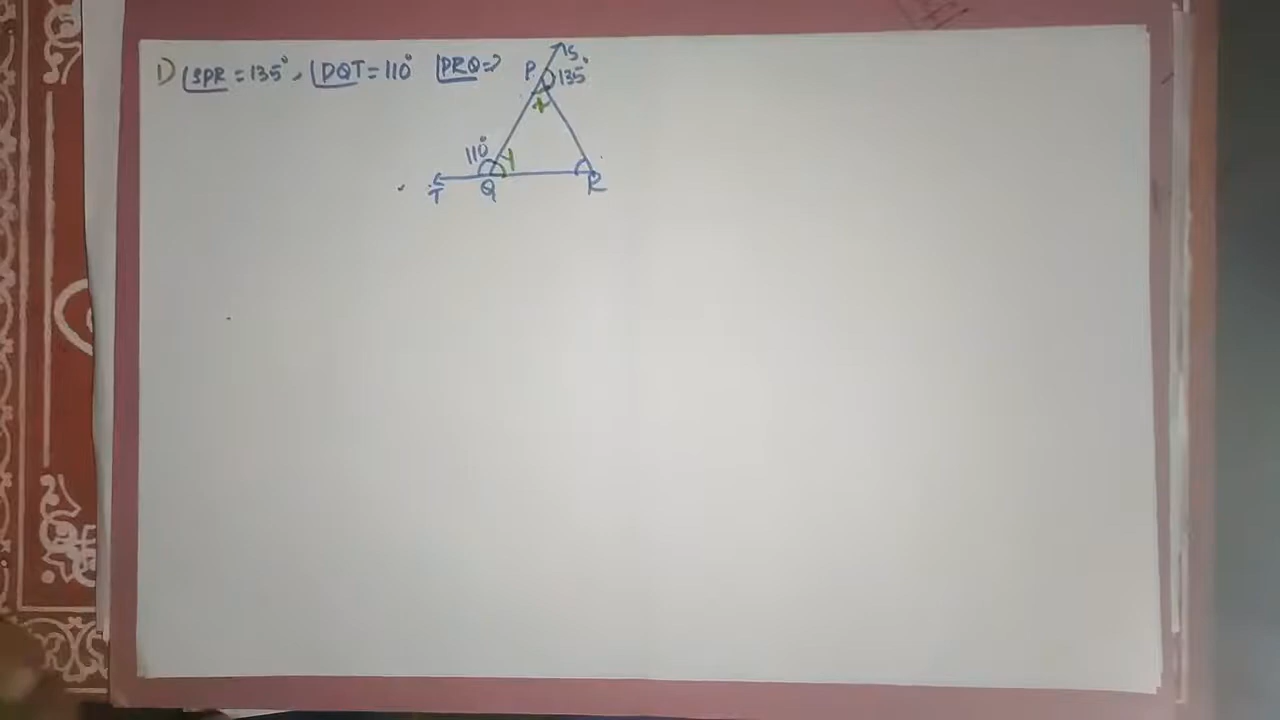 1) ∠SPR = 135°, ∠PQT = 110° ∠PRQ = ?
S
P 135°
x
110° y
T Q R